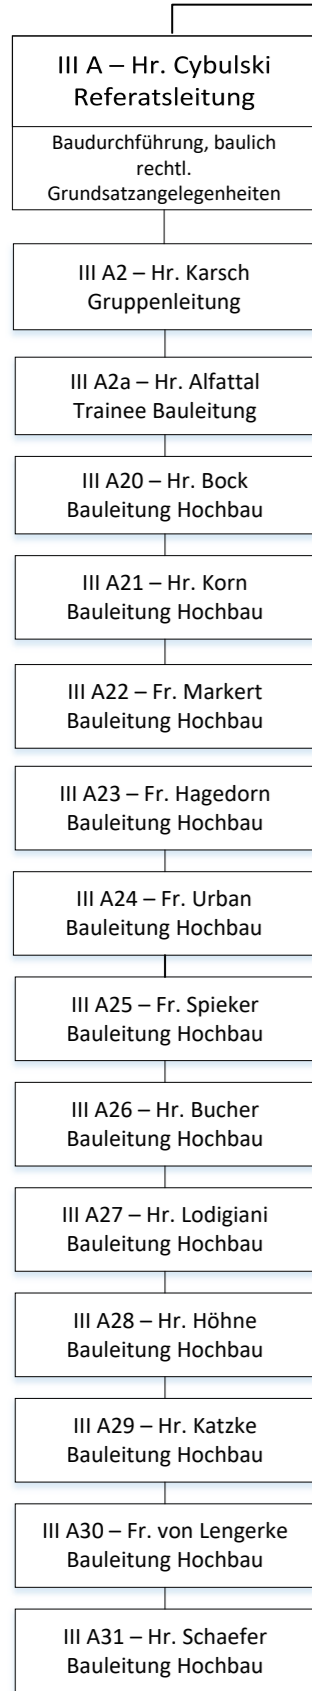 III A – Hr. Cybulski
Referatsleitung
Baudurchführung, baulich
rechtl.
Grundsatzangelegenheiten
III A2 – Hr. Karsch
Gruppenleitung
III A2a – Hr. Alfattal
Trainee Bauleitung
III A20 – Hr. Bock
Bauleitung Hochbau
III A21 – Hr. Korn
Bauleitung Hochbau
III A22 – Fr. Markert
Bauleitung Hochbau
III A23 – Fr. Hagedorn
Bauleitung Hochbau
III A24 – Fr. Urban
Bauleitung Hochbau
III A25 – Fr. Spieker
Bauleitung Hochbau
III A26 – Hr. Bucher
Bauleitung Hochbau
III A27 – Hr. Lodigiani
Bauleitung Hochbau
III A28 – Hr. Höhne
Bauleitung Hochbau
III A29 – Hr. Katzke
Bauleitung Hochbau
III A30 – Fr. von Lengerke
Bauleitung Hochbau
III A31 – Hr. Schaefer
Bauleitung Hochbau